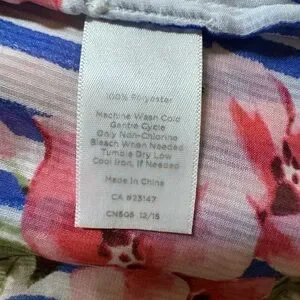 100% Polyester
Machine Wash Cold
Gentle Cycle
Only Non-Chlorine
Bleach When Needed
Tumble Dry Low
Cool Iron, If Needed
Made in China
CA #23147
CN505 12/15